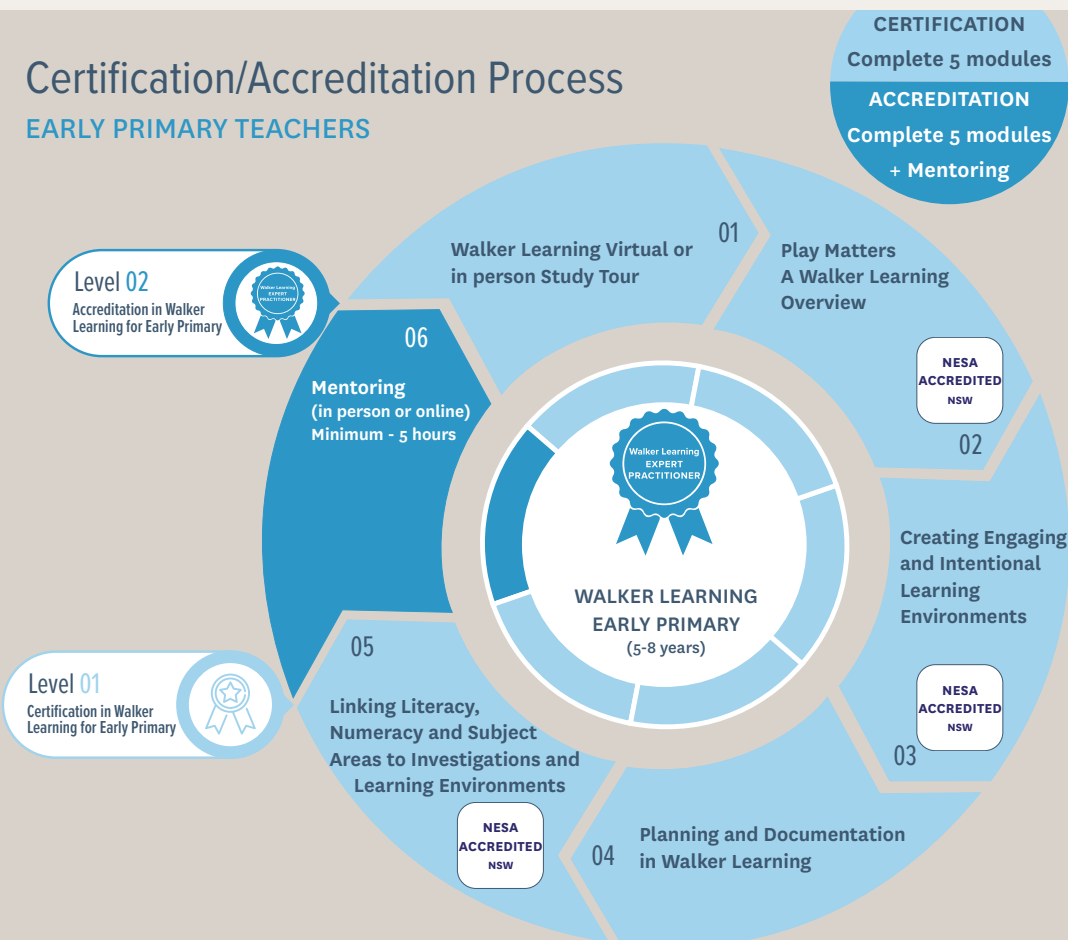 Certification/Accreditation Process
EARLY PRIMARY TEACHERS
CERTIFICATION
Complete 5 modules
ACCREDITATION
Complete 5 modules
+ Mentoring
01
Walker Learning Virtual or
in person Study Tour
Play Matters
A Walker Learning
Overview
NESA
ACCREDITED
NSW
02
Creating Engaging
and Intentional
Learning
Environments
NESA
ACCREDITED
NSW
03
Planning and Documentation
in Walker Learning
04
05
Linking Literacy,
Numeracy and Subject
Areas to Investigations and
Learning Environments
NESA
ACCREDITED
NSW
Level 01
Certification in Walker
Learning for Early Primary
06
Mentoring
(in person or online)
Minimum - 5 hours
Level 02
Accreditation in Walker
Learning for Early Primary
Walker Learning
EXPERT
PRACTITIONER
Walker Learning
EXPERT
PRACTITIONER
WALKER LEARNING
EARLY PRIMARY
(5-8 years)